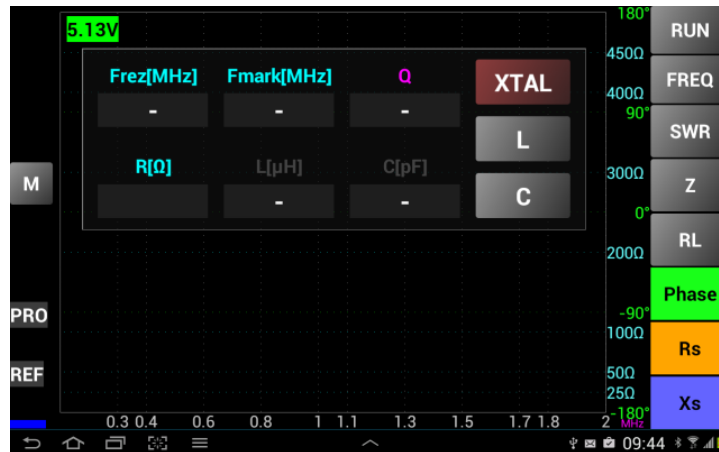 5.13V
180°
RUN
450Ω
Frez[MHz] Fmark[MHz] Q XTAL
FREQ
400Ω
- - -
90°
L
SWR
R[Ω] L[µH] C[pF]
300Ω
M
Z
- - C
0°
RL
200Ω
Phase
PRO
-90°
100Ω
Rs
REF
50Ω
25Ω
Xs
-180°
0.3 0.4 0.6 0.8 1 1.1 1.3 1.5 1.7 1.8 2 MHz
09:44